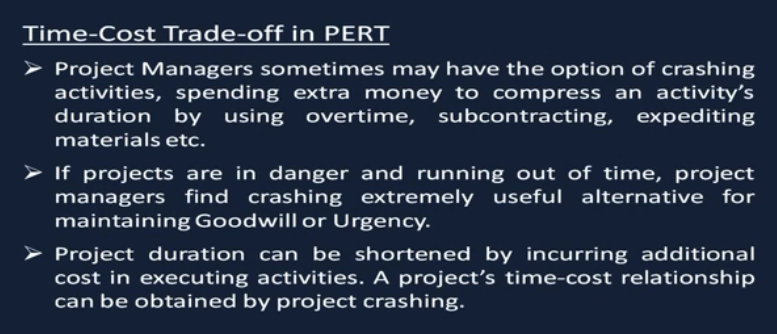 Time-Cost Trade-off in PERT
➢ Project Managers sometimes may have the option of crashing
activities, spending extra money to compress an activity's
duration by using overtime, subcontracting, expediting
materials etc.
➢ If projects are in danger and running out of time, project
managers find crashing extremely useful alternative for
maintaining Goodwill or Urgency.
➢ Project duration can be shortened by incurring additional
cost in executing activities. A project's time-cost relationship
can be obtained by project crashing.